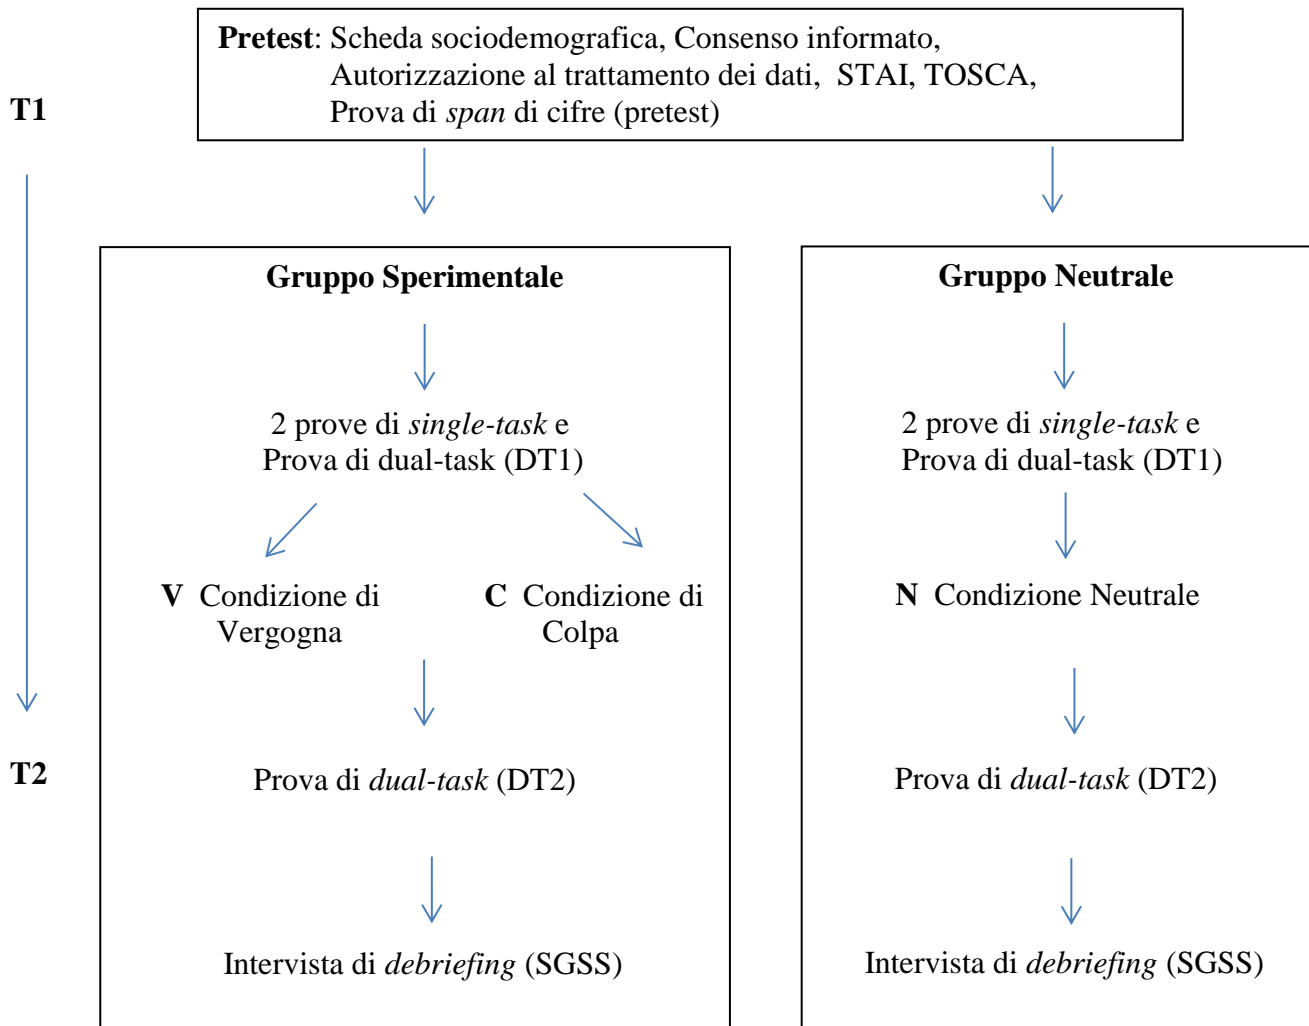 Pretest: Scheda sociodemografica, Consenso informato,
Autorizzazione al trattamento dei dati, STAI, TOSCA,
Prova di span di cifre (pretest)
T1
Gruppo Sperimentale
2 prove di single-task e
Prova di dual-task (DT1)
V Condizione di
Vergogna
C Condizione di
Colpa
Prova di dual-task (DT2)
Intervista di debriefing (SGSS)
Gruppo Neutrale
2 prove di single-task e
Prova di dual-task (DT1)
N Condizione Neutrale
Prova di dual-task (DT2)
Intervista di debriefing (SGSS)
T2